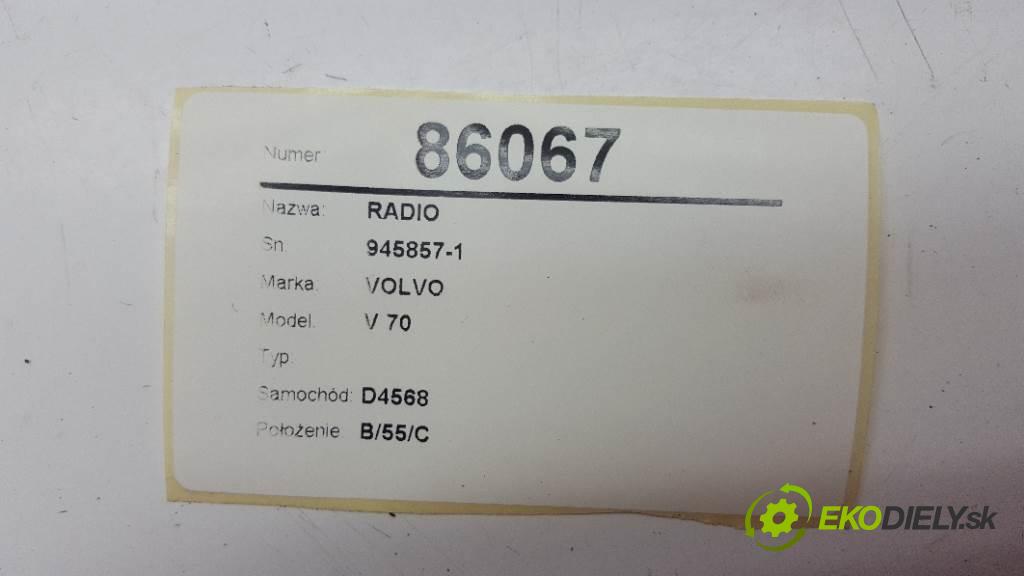 Numer 86067
Nazwa: RADIO
Sn. 945857-1
Marka: VOLVO
Model. V 70
Typ
Samochód: D4568
Położenie B/55/C
EKODIELY.sk